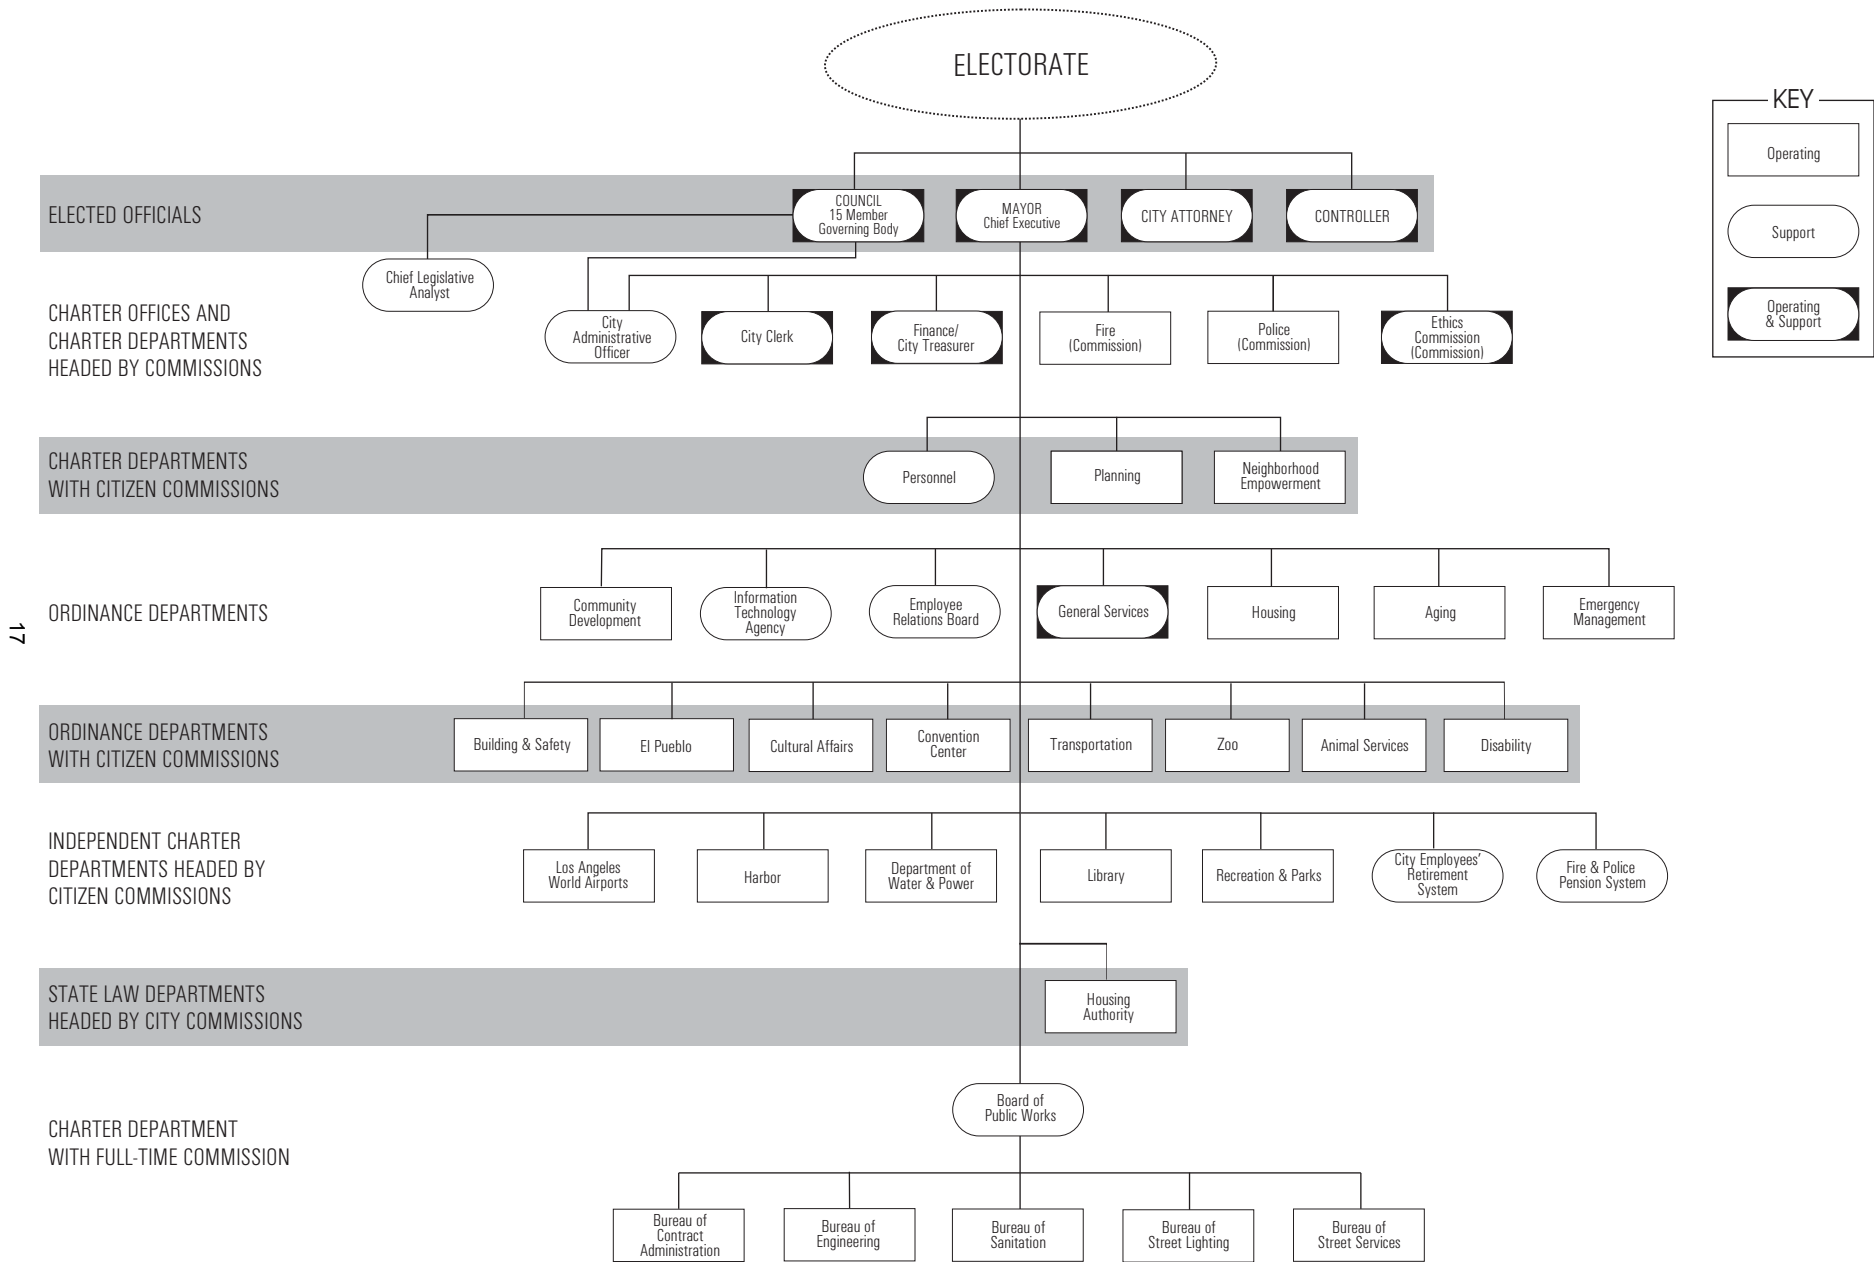 ELECTORATE
KEY
Operating
Support
Operating
& Support
ELECTED OFFICIALS
COUNCIL
15 Member
Governing Body
MAYOR
Chief Executive
CITY ATTORNEY
CONTROLLER
Chief Legislative
Analyst
CHARTER OFFICES AND
CHARTER DEPARTMENTS
HEADED BY COMMISSIONS
City
Administrative
Officer
City Clerk
Finance/
City Treasurer
Fire
(Commission)
Police
(Commission)
Ethics
Commission
(Commission)
CHARTER DEPARTMENTS
WITH CITIZEN COMMISSIONS
Personnel
Planning
Neighborhood
Empowerment
ORDINANCE DEPARTMENTS
Community
Development
Information
Technology
Agency
Employee
Relations Board
General Services
Housing
Aging
Emergency
Management
17
ORDINANCE DEPARTMENTS
WITH CITIZEN COMMISSIONS
Building & Safety
El Pueblo
Cultural Affairs
Convention
Center
Transportation
Zoo
Animal Services
Disability
INDEPENDENT CHARTER
DEPARTMENTS HEADED BY
CITIZEN COMMISSIONS
Los Angeles
World Airports
Harbor
Department of
Water & Power
Library
Recreation & Parks
City Employees'
Retirement
System
Fire & Police
Pension System
STATE LAW DEPARTMENTS
HEADED BY CITY COMMISSIONS
Housing
Authority
CHARTER DEPARTMENT
WITH FULL-TIME COMMISSION
Board of
Public Works
Bureau of
Contract
Administration
Bureau of
Engineering
Bureau of
Sanitation
Bureau of
Street Lighting
Bureau of
Street Services